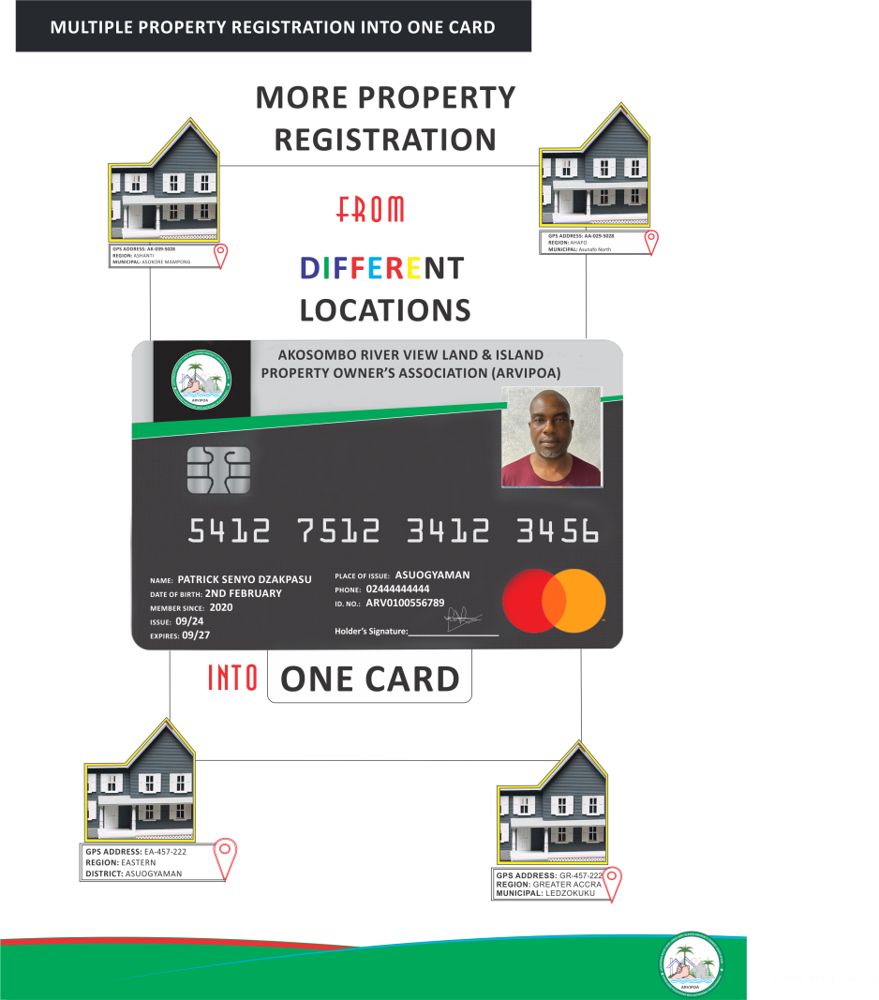 MULTIPLE PROPERTY REGISTRATION INTO ONE CARD
MORE PROPERTY
REGISTRATION
FROM
DIFFERENT
LOCATIONS
GPS ADDRESS: AK-039-5028
REGION: ASHANTI
MUNICIPAL: ASOKORE MAMPONG
GPS ADDRESS: AA-029-5028
REGION: AHAFO
MUNICIPAL: Asunafo North
AKOSOMBO RIVER VIEW LAND & ISLAND
PROPERTY OWNER'S ASSOCIATION (ARVIPOA)
ARVIPOA
5412 7512 3412 3456
NAME: PATRICK SENYO DZAKPASU
DATE OF BIRTH: 2ND FEBRUARY
MEMBER SINCE: 2020
ISSUE: 09/24
EXPIRES: 09/27
PLACE OF ISSUE: ASUOGYAMAN
PHONE: 02444444444
ID. NO.: ARV0100556789
Holder's Signature:
INTO ONE CARD
GPS ADDRESS: EA-457-222
REGION: EASTERN
DISTRICT: ASUOGYAMAN
GPS ADDRESS: GR-457-222
REGION: GREATER ACCRA
MUNICIPAL: LEDZOKUKU
ARVIPOA